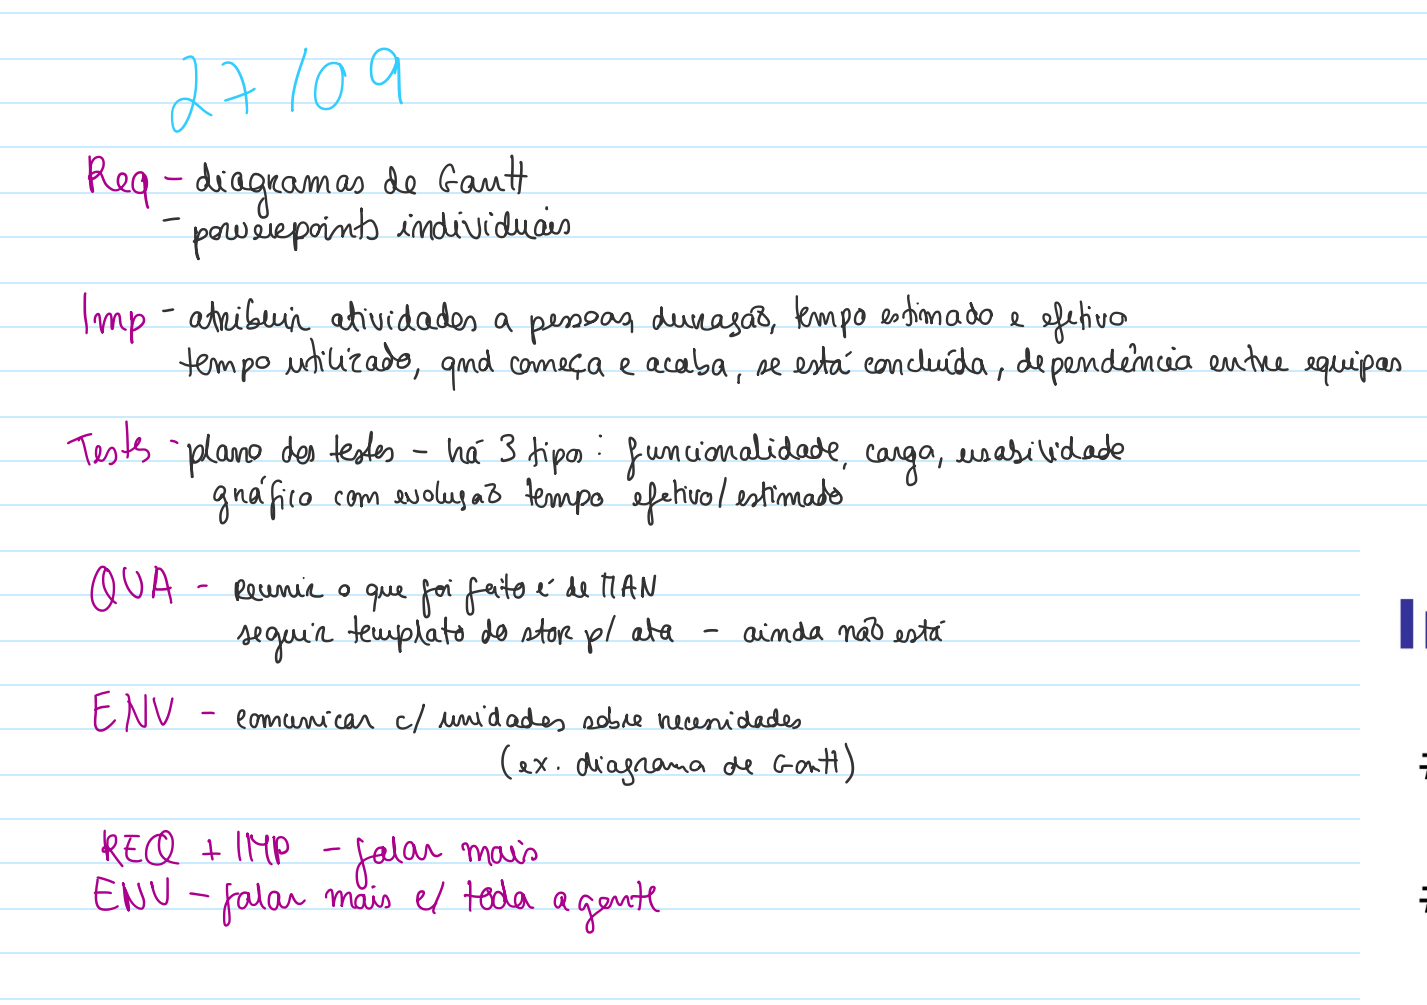 27/09
Req - diagramas de Gantt
- powerpoints individuais
Imp - atribuir atividades a pessoas, duração, tempo estimado e efetivo
tempo utilizado, qnd começa e acaba, se está concluída, dependência entre equipas
Tests - plano dos testes - há 3 tipos: funcionalidade, carga, usabilidade
gráfico com evolução tempo efetivo/estimado
QUA - reunir o que foi feito é de MAN
seguir templato do stor p/ ata - ainda não está
ENV - comunicar c/ unidades sobre necessidades
(ex. diagrama de Gantt)
REQ + IMP - falar mais
ENV - falar mais c/ toda a gente
#
#